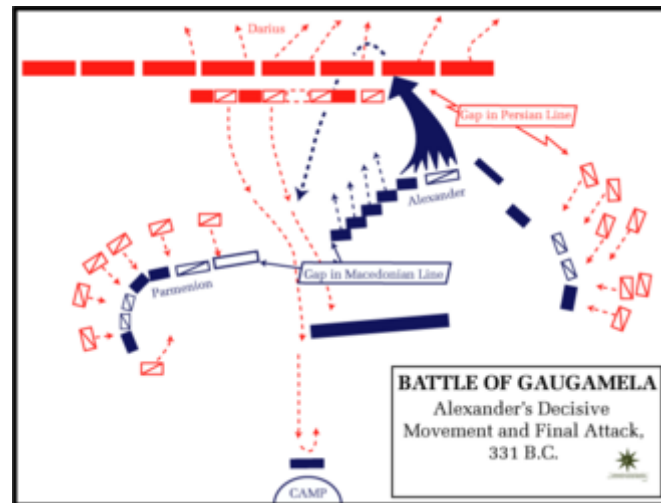 Darius
Gap in Persian Line
Alexander
Gap in Macedonian Line
Parmenion
BATTLE OF GAUGAMELA
Alexander's Decisive
Movement and Final Attack,
331 B.C.
CAMP